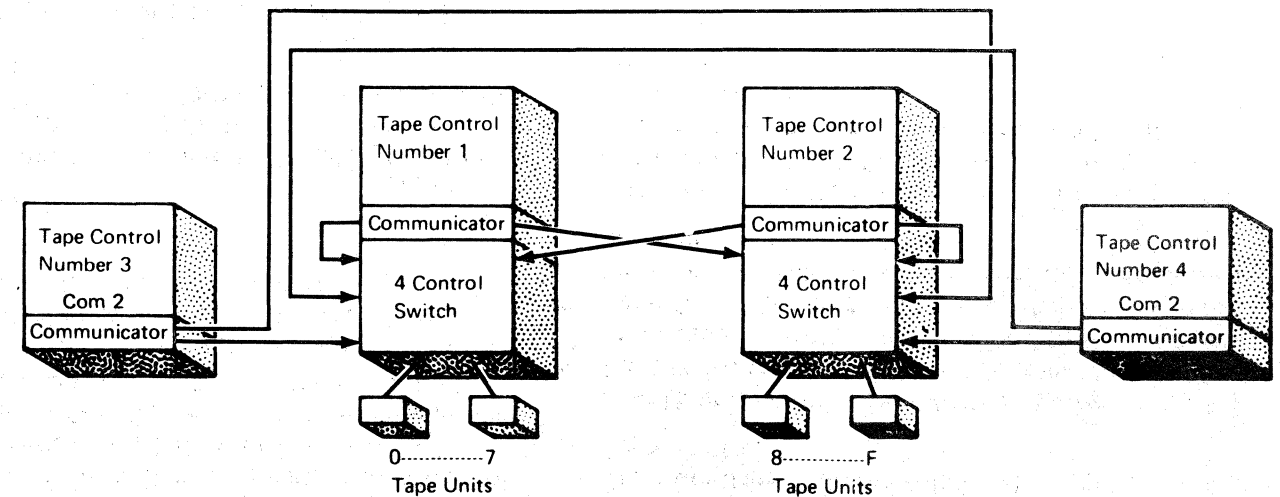 Tape Control
Number 1
Communicator
4 Control
Switch
Tape Control
Number 2
Communicator
4 Control
Switch
Tape Control
Number 3
Com 2
Communicator
Tape Control
Number 4
Com 2
Communicator
0------------7
Tape Units
8------------F
Tape Units